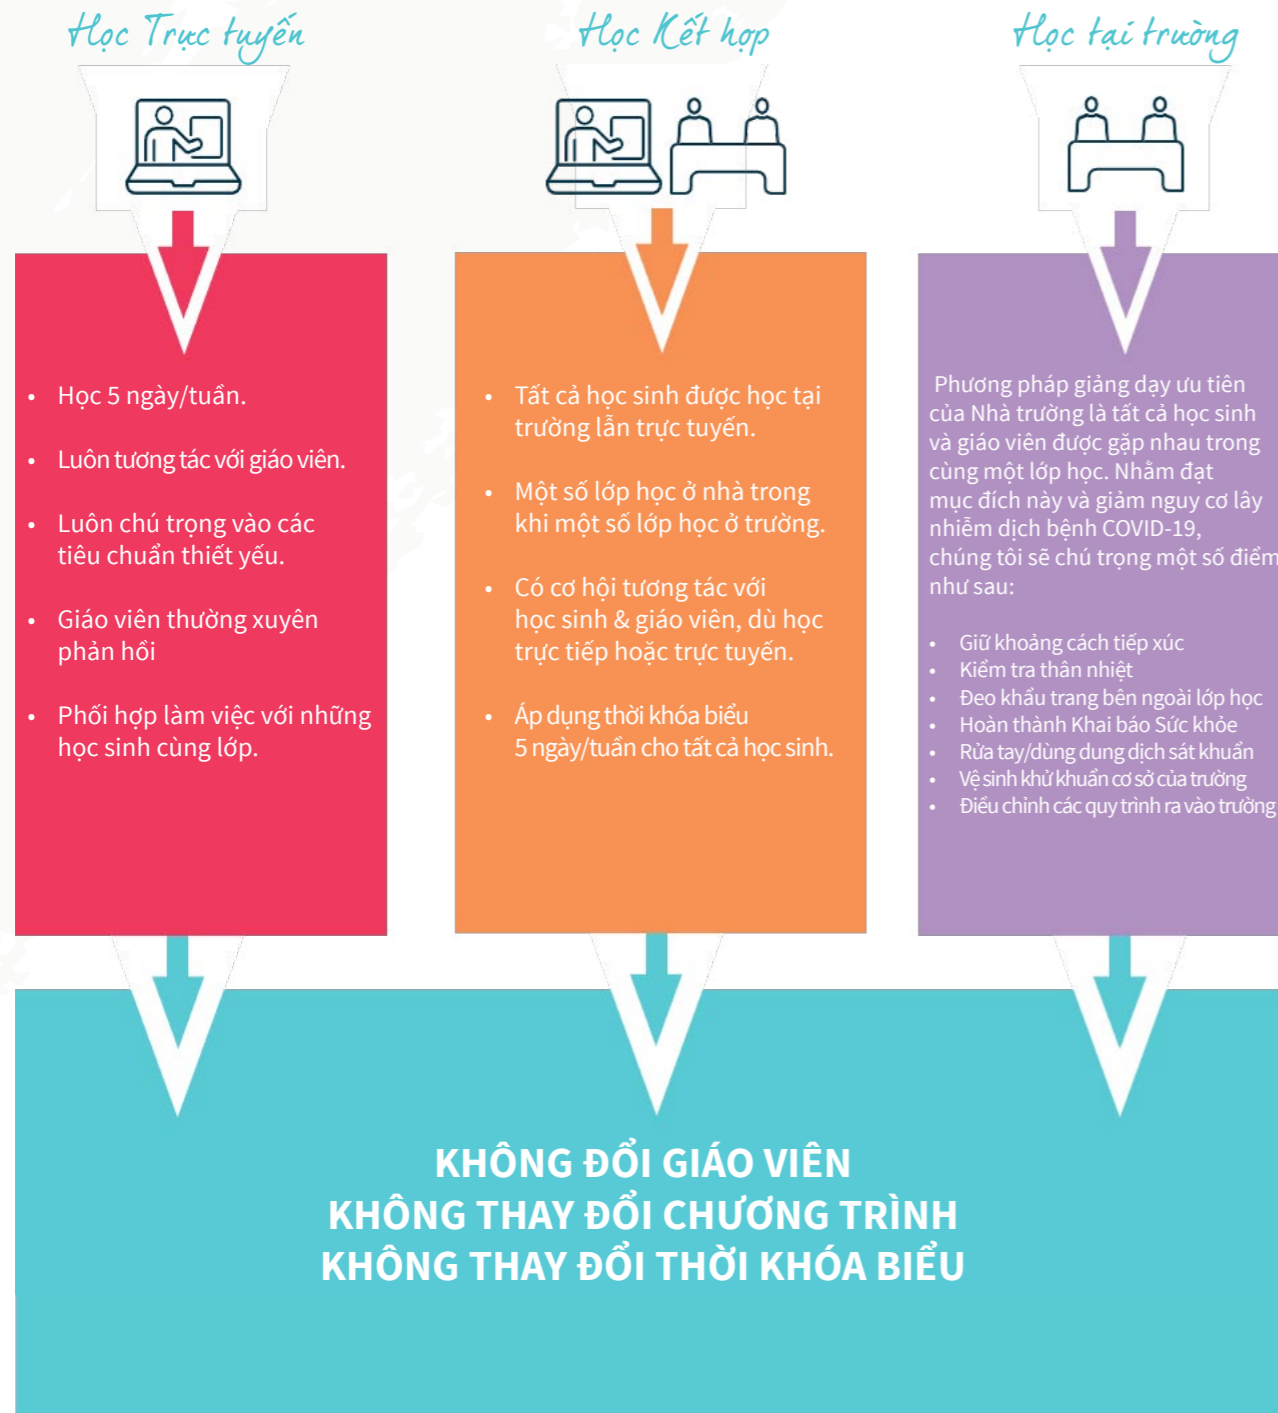 Học Trực tuyến
Học Kết hợp
Học tại trường
• Học 5 ngày/tuần.
• Luôn tương tác với giáo viên.
• Luôn chú trọng vào các
tiêu chuẩn thiết yếu.
• Giáo viên thường xuyên
phản hồi
• Phối hợp làm việc với những
học sinh cùng lớp.
• Tất cả học sinh được học tại
trường lẫn trực tuyến.
• Một số lớp học ở nhà trong
khi một số lớp học ở trường.
• Có cơ hội tương tác với
học sinh & giáo viên, dù học
trực tiếp hoặc trực tuyến.
• Áp dụng thời khóa biểu
5 ngày/tuần cho tất cả học sinh.
Phương pháp giảng dạy ưu tiên
của Nhà trường là tất cả học sinh
và giáo viên được gặp nhau trong
cùng một lớp học. Nhằm đạt
mục đích này và giảm nguy cơ lây
nhiễm dịch bệnh COVID-19,
chúng tôi sẽ chú trọng một số điểm
như sau:
• Giữ khoảng cách tiếp xúc
• Kiểm tra thân nhiệt
• Đeo khẩu trang bên ngoài lớp học
• Hoàn thành Khai báo Sức khỏe
• Rửa tay/dùng dung dịch sát khuẩn
• Vệ sinh khử khuẩn cơ sở của trường
• Điều chỉnh các quy trình ra vào trường
KHÔNG ĐỔI GIÁO VIÊN
KHÔNG THAY ĐỔI CHƯƠNG TRÌNH
KHÔNG THAY ĐỔI THỜI KHÓA BIỂU